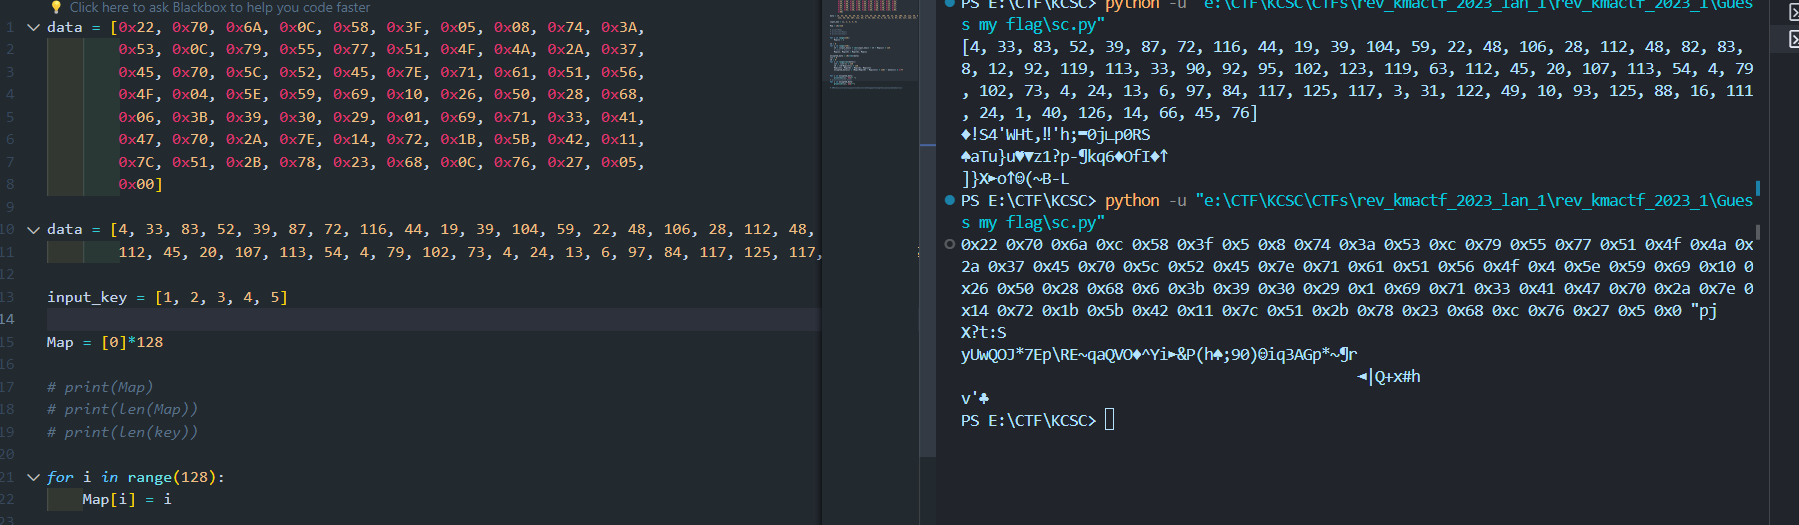 Click here to ask Blackbox to help you code faster
1 data = [0x22, 0x70, 0x6A, 0x0C, 0x58, 0x3F, 0x05, 0x08, 0x74, 0x3A,
2 0x53, 0x0C, 0x79, 0x55, 0x77, 0x51, 0x4F, 0x4A, 0x2A, 0x37,
3 0x45, 0x70, 0x5C, 0x52, 0x45, 0x7E, 0x71, 0x61, 0x51, 0x56,
4 0x4F, 0x04, 0x5E, 0x59, 0x69, 0x10, 0x26, 0x50, 0x28, 0x68,
5 0x06, 0x3B, 0x39, 0x30, 0x29, 0x01, 0x69, 0x71, 0x33, 0x41,
6 0x47, 0x70, 0x2A, 0x7E, 0x14, 0x72, 0x1B, 0x5B, 0x42, 0x11,
7 0x7C, 0x51, 0x2B, 0x78, 0x23, 0x68, 0x0C, 0x76, 0x27, 0x05,
8 0x00]
9
10 data = [4, 33, 83, 52, 39, 87, 72, 116, 44, 19, 39, 104, 59, 22, 48, 106, 28, 112, 48,
11 112, 45, 20, 107, 113, 54, 4, 79, 102, 73, 4, 24, 13, 6, 97, 84, 117, 125, 117,
12
13 input_key = [1, 2, 3, 4, 5]
14
15 Map = [0]*128
16
17 # print(Map)
18 # print(len(Map))
19 # print(len(key))
20
21 for i in range(128):
22 Map[i] = i
23
PS E:\CTF\KCSC> python -u "e:\CTF\KCSC\CTFs\rev_kmactf_2023_lan_1\rev_kmactf_2023_1\Gues
s my flag\sc.py"
[4, 33, 83, 52, 39, 87, 72, 116, 44, 19, 39, 104, 59, 22, 48, 106, 28, 112, 48, 82, 83,
8, 12, 92, 119, 113, 33, 90, 92, 95, 102, 123, 119, 63, 112, 45, 20, 107, 113, 54, 4, 79
, 102, 73, 4, 24, 13, 6, 97, 84, 117, 125, 117, 3, 31, 122, 49, 10, 93, 125, 88, 16, 111
, 24, 1, 40, 126, 14, 66, 45, 76]
♦!S4'WHt,‼'h;▬0j∟p0RS
♠aTu}u♥▼z1?p-¶kq6♦OfI♦↑
]}X►o↑☺(~B-L
PS E:\CTF\KCSC> python -u "e:\CTF\KCSC\CTFs\rev_kmactf_2023_lan_1\rev_kmactf_2023_1\Gues
s my flag\sc.py"
0x22 0x70 0x6a 0xc 0x58 0x3f 0x5 0x8 0x74 0x3a 0x53 0xc 0x79 0x55 0x77 0x51 0x4f 0x4a 0x
2a 0x37 0x45 0x70 0x5c 0x52 0x45 0x7e 0x71 0x61 0x51 0x56 0x4f 0x4 0x5e 0x59 0x69 0x10 0
x26 0x50 0x28 0x68 0x6 0x3b 0x39 0x30 0x29 0x1 0x69 0x71 0x33 0x41 0x47 0x70 0x2a 0x7e 0
x14 0x72 0x1b 0x5b 0x42 0x11 0x7c 0x51 0x2b 0x78 0x23 0x68 0xc 0x76 0x27 0x5 0x0 "pj
X?t:S
yUwQOJ*7Ep\RE~qaQVO♦^Yi►&P(h♠;90)☺iq3AGp*~¶r
◄|Q+x#h
v'♣
PS E:\CTF\KCSC>